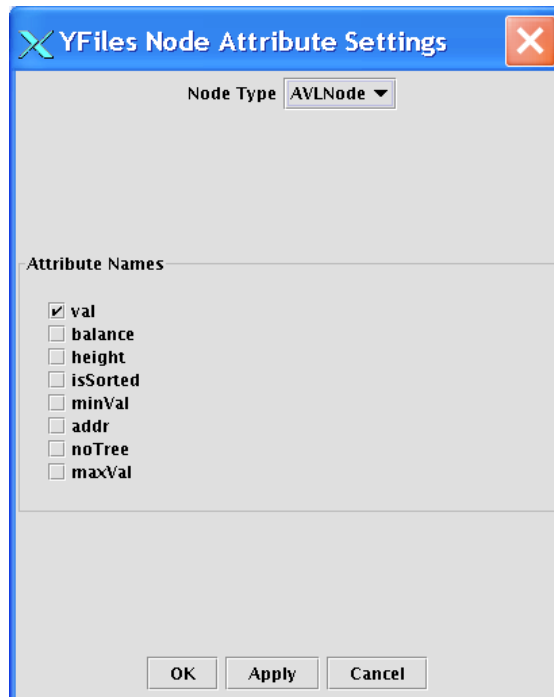 YFiles Node Attribute Settings
Node Type AVLNode
Attribute Names
val
balance
height
isSorted
minVal
addr
noTree
maxVal
OK Apply Cancel